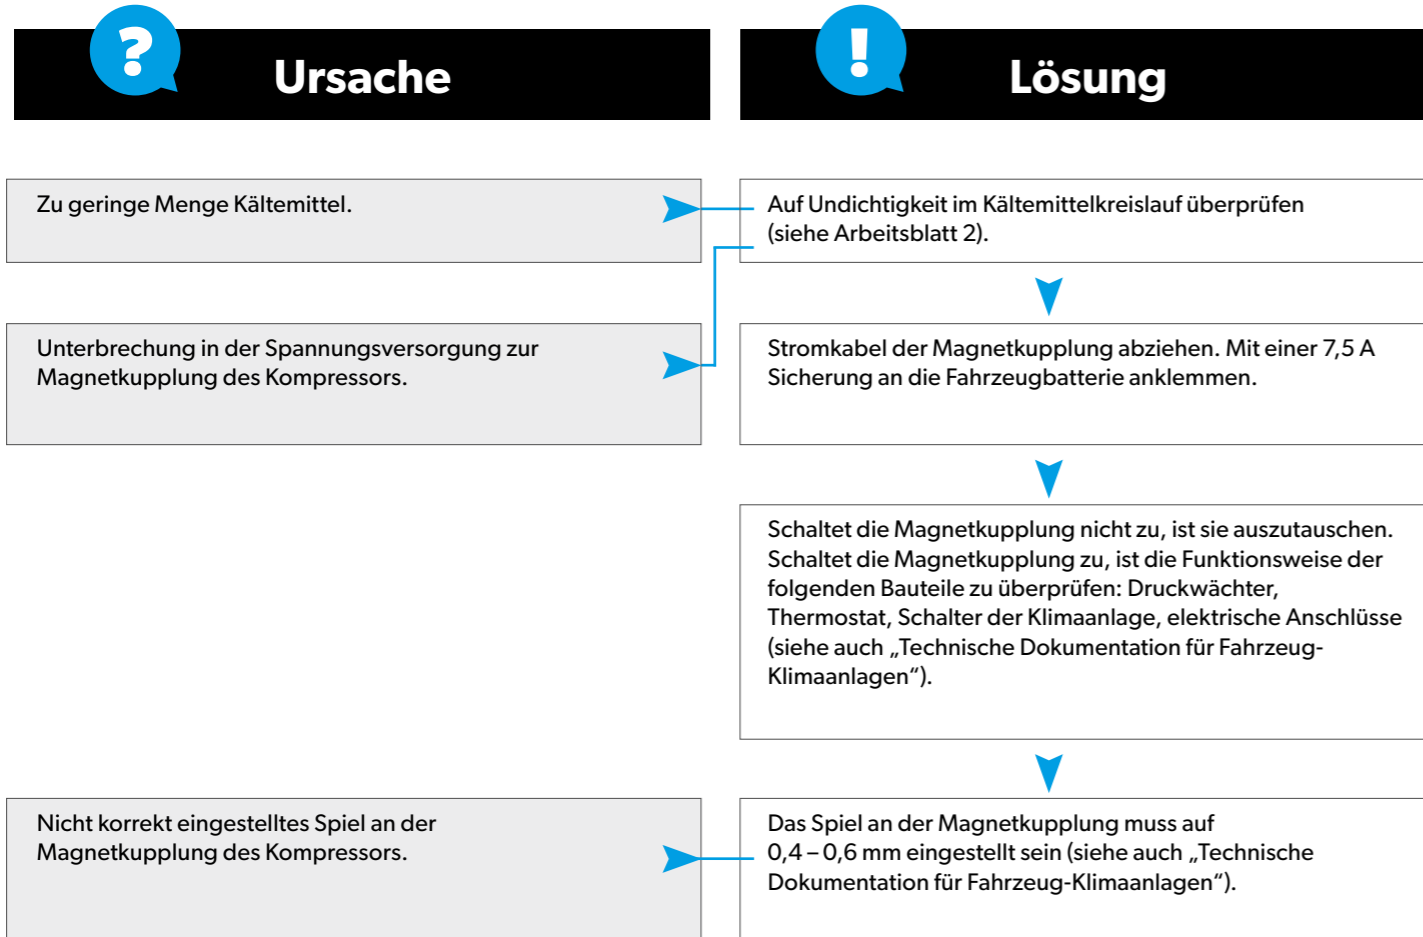 ?
Ursache
!
Lösung
Zu geringe Menge Kältemittel.
Auf Undichtigkeit im Kältemittelkreislauf überprüfen
(siehe Arbeitsblatt 2).
Unterbrechung in der Spannungsversorgung zur
Magnetkupplung des Kompressors.
Stromkabel der Magnetkupplung abziehen. Mit einer 7,5 A
Sicherung an die Fahrzeugbatterie anklemmen.
Schaltet die Magnetkupplung nicht zu, ist sie auszutauschen.
Schaltet die Magnetkupplung zu, ist die Funktionsweise der
folgenden Bauteile zu überprüfen: Druckwächter,
Thermostat, Schalter der Klimaanlage, elektrische Anschlüsse
(siehe auch „Technische Dokumentation für Fahrzeug-
Klimaanlagen“).
Nicht korrekt eingestelltes Spiel an der
Magnetkupplung des Kompressors.
Das Spiel an der Magnetkupplung muss auf
0,4 – 0,6 mm eingestellt sein (siehe auch „Technische
Dokumentation für Fahrzeug-Klimaanlagen“).